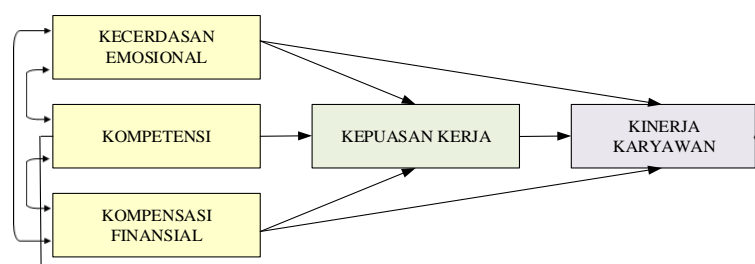 KECERDASAN
EMOSIONAL
KOMPETENSI
KEPUASAN KERJA
KINERJA
KARYAWAN
KOMPENSASI
FINANSIAL